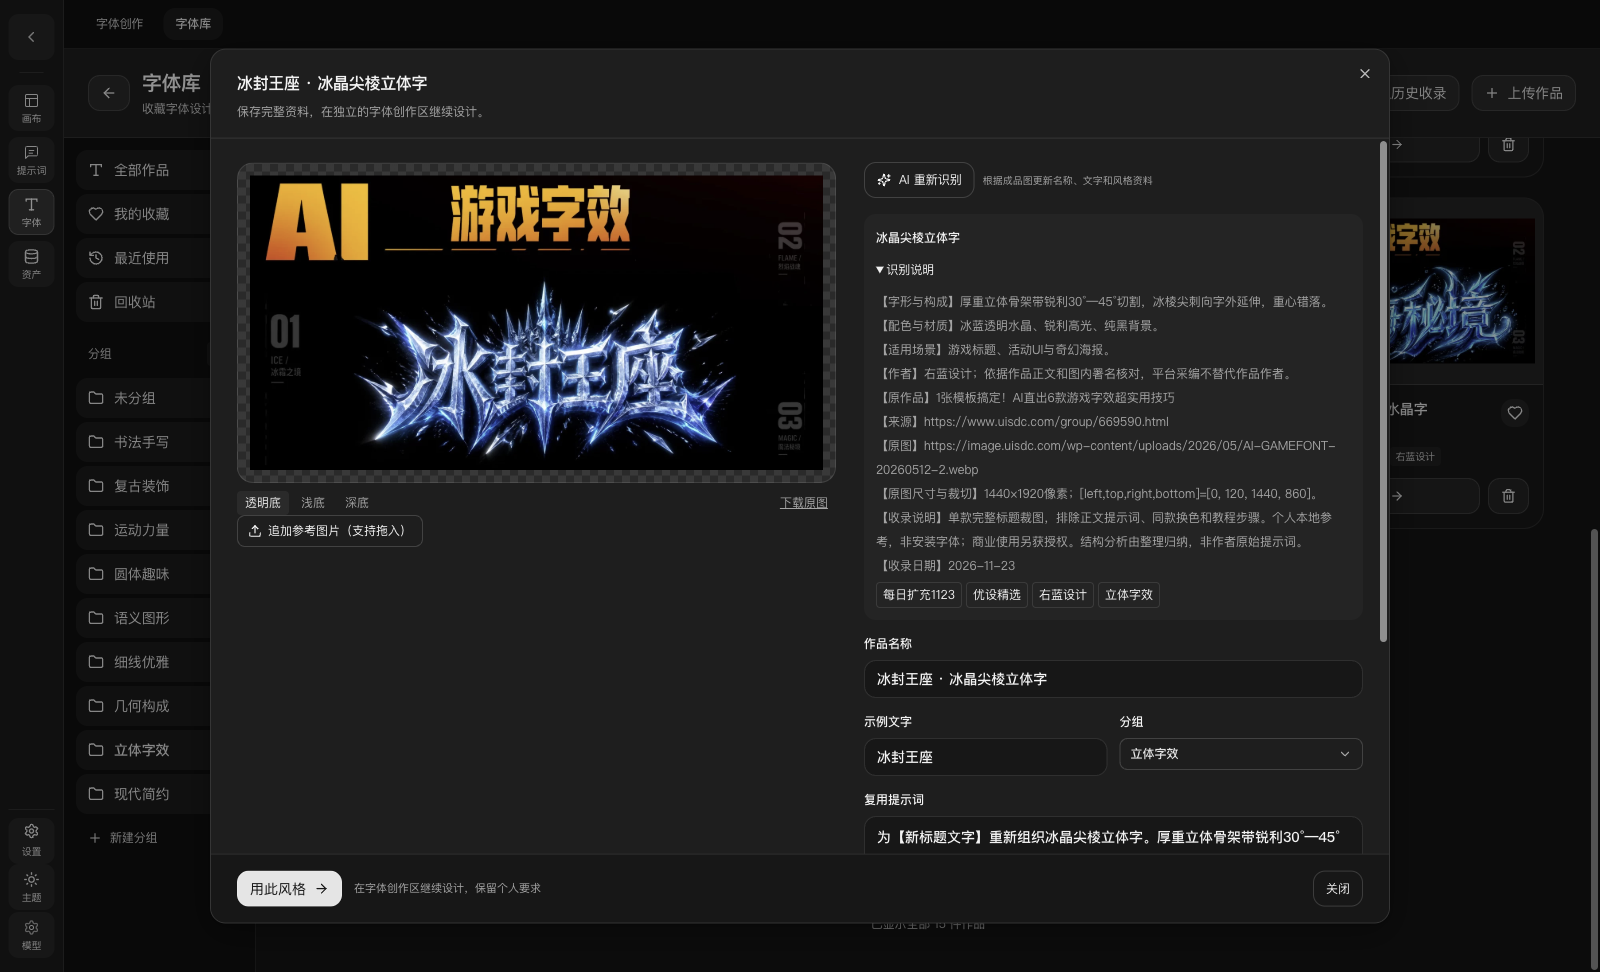 字体创作
字体库
画布
提示词
字体
资产
设置
主题
模型
字体库
收藏字体设计
历史收录
上传作品
全部作品
我的收藏
最近使用
回收站
分组
未分组
书法手写
复古装饰
运动力量
圆体趣味
语义图形
细线优雅
几何构成
立体字效
现代简约
新建分组
冰封王座 · 冰晶尖棱立体字
保存完整资料，在独立的字体创作区继续设计。
AI 游戏字效
01
ICE /
冰霜之境
02
FLAME /
03
MAGIC /
冰封王座
透明底
浅底
深底
下载原图
追加参考图片（支持拖入）
AI 重新识别
根据成品图更新名称、文字和风格资料
冰晶尖棱立体字
▼识别说明
【字形与构成】厚重立体骨架带锐利30°—45°切割，冰棱尖刺向字外延伸，重心错落。
【配色与材质】冰蓝透明水晶、锐利高光、纯黑背景。
【适用场景】游戏标题、活动UI与奇幻海报。
【作者】右蓝设计；依据作品正文和图内署名核对，平台采编不替代作品作者。
【原作品】1张模板搞定！AI直出6款游戏字效超实用技巧
【来源】https://www.uisdc.com/group/669590.html
【原图】https://image.uisdc.com/wp-content/uploads/2026/05/AI-GAMEFONT-
20260512-2.webp
【原图尺寸与裁切】1440×1920像素；[left,top,right,bottom]=[0, 120, 1440, 860]。
【收录说明】单款完整标题裁图，排除正文提示词、同款换色和教程步骤。个人本地参
考，非安装字体；商业使用另获授权。结构分析由整理归纳，非作者原始提示词。
【收录日期】2026-11-23
每日扩充1123
优设精选
右蓝设计
立体字效
作品名称
冰封王座 · 冰晶尖棱立体字
示例文字
冰封王座
分组
立体字效
复用提示词
为【新标题文字】重新组织冰晶尖棱立体字。厚重立体骨架带锐利30°—45°
用此风格
在字体创作区继续设计，保留个人要求
关闭
字效
秘境
02
03
水晶字
右蓝设计
已显示全部 15 件作品